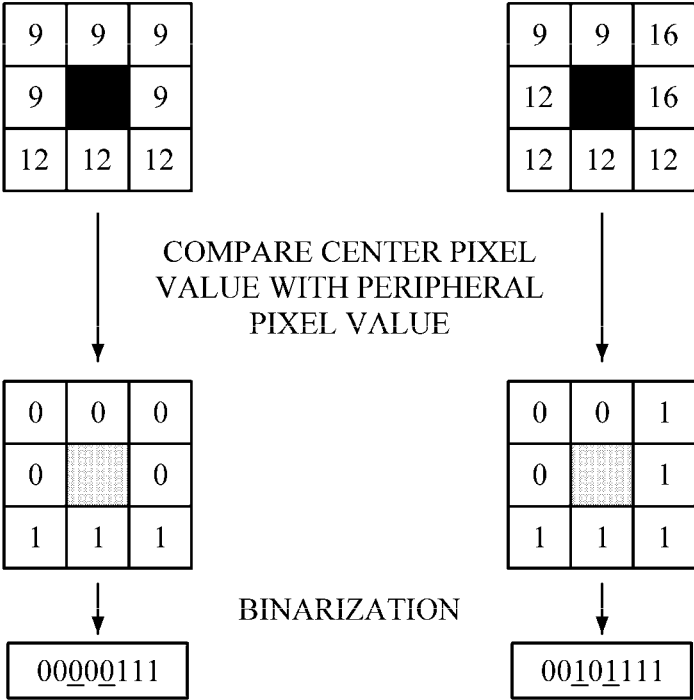 9 9 9 9 9 16
9 9 12 16
12 12 12 12 12 12
COMPARE CENTER PIXEL
VALUE WITH PERIPHERAL
PIXEL VALUE
0 0 0 0 0 1
0 0 0 1
1 1 1 1 1 1
BINARIZATION
00000111 00101111